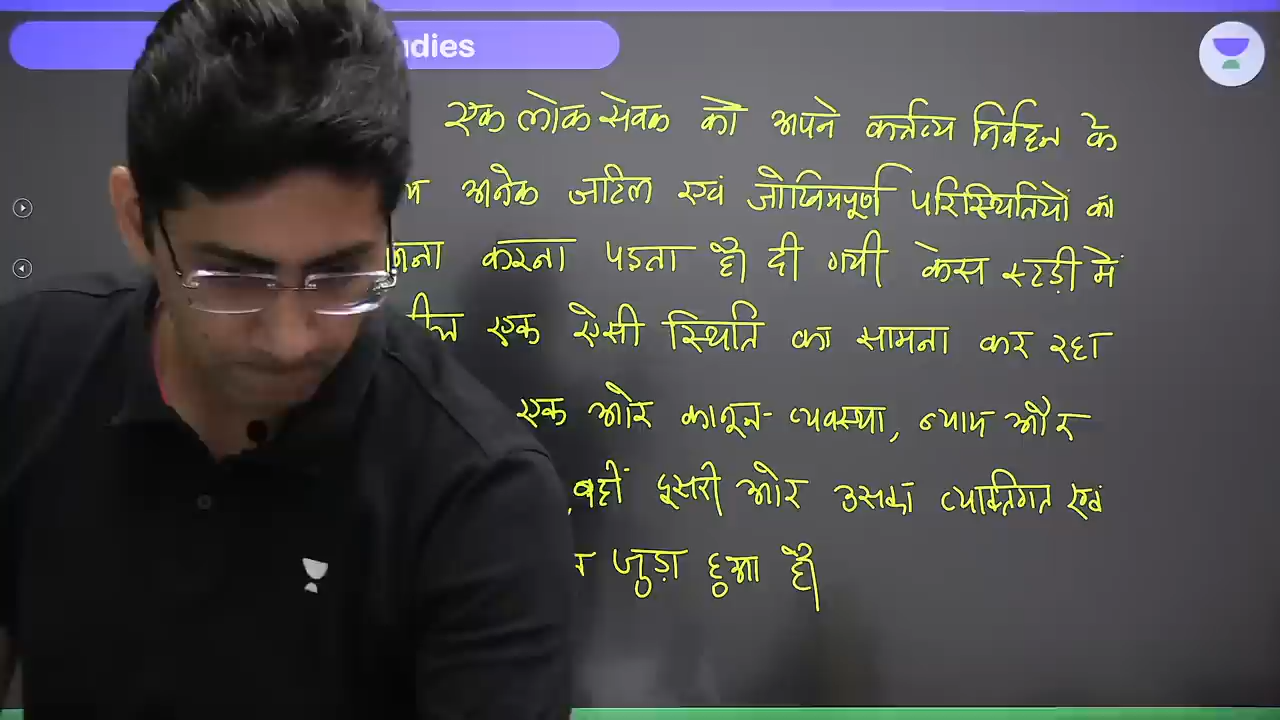 udies
एक लोक सेवक को अपने कर्त्तव्य निर्वहन के
अनेक जटिल एवं जोखिमपूर्ण परिस्थितियों का
करना पड़ता है। दी गयी केस स्टडी में
एक ऐसी स्थिति का सामना कर रहा
एक ओर कानून-व्यवस्था, न्याय और
वहीं दूसरी ओर उसका व्यक्तिगत एवं
जुड़ा हुआ है।